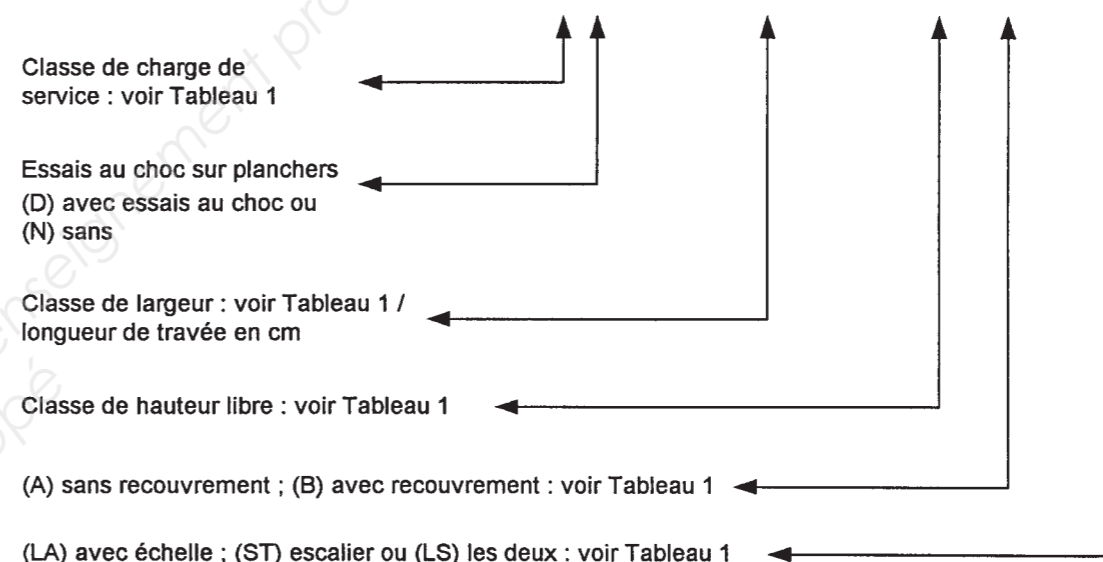 Classe de charge de
service : voir Tableau 1
Essais au choc sur planchers
(D) avec essais au choc ou
(N) sans
Classe de largeur : voir Tableau 1 /
longueur de travée en cm
Classe de hauteur libre : voir Tableau 1
(A) sans recouvrement ; (B) avec recouvrement : voir Tableau 1
(LA) avec échelle ; (ST) escalier ou (LS) les deux : voir Tableau 1